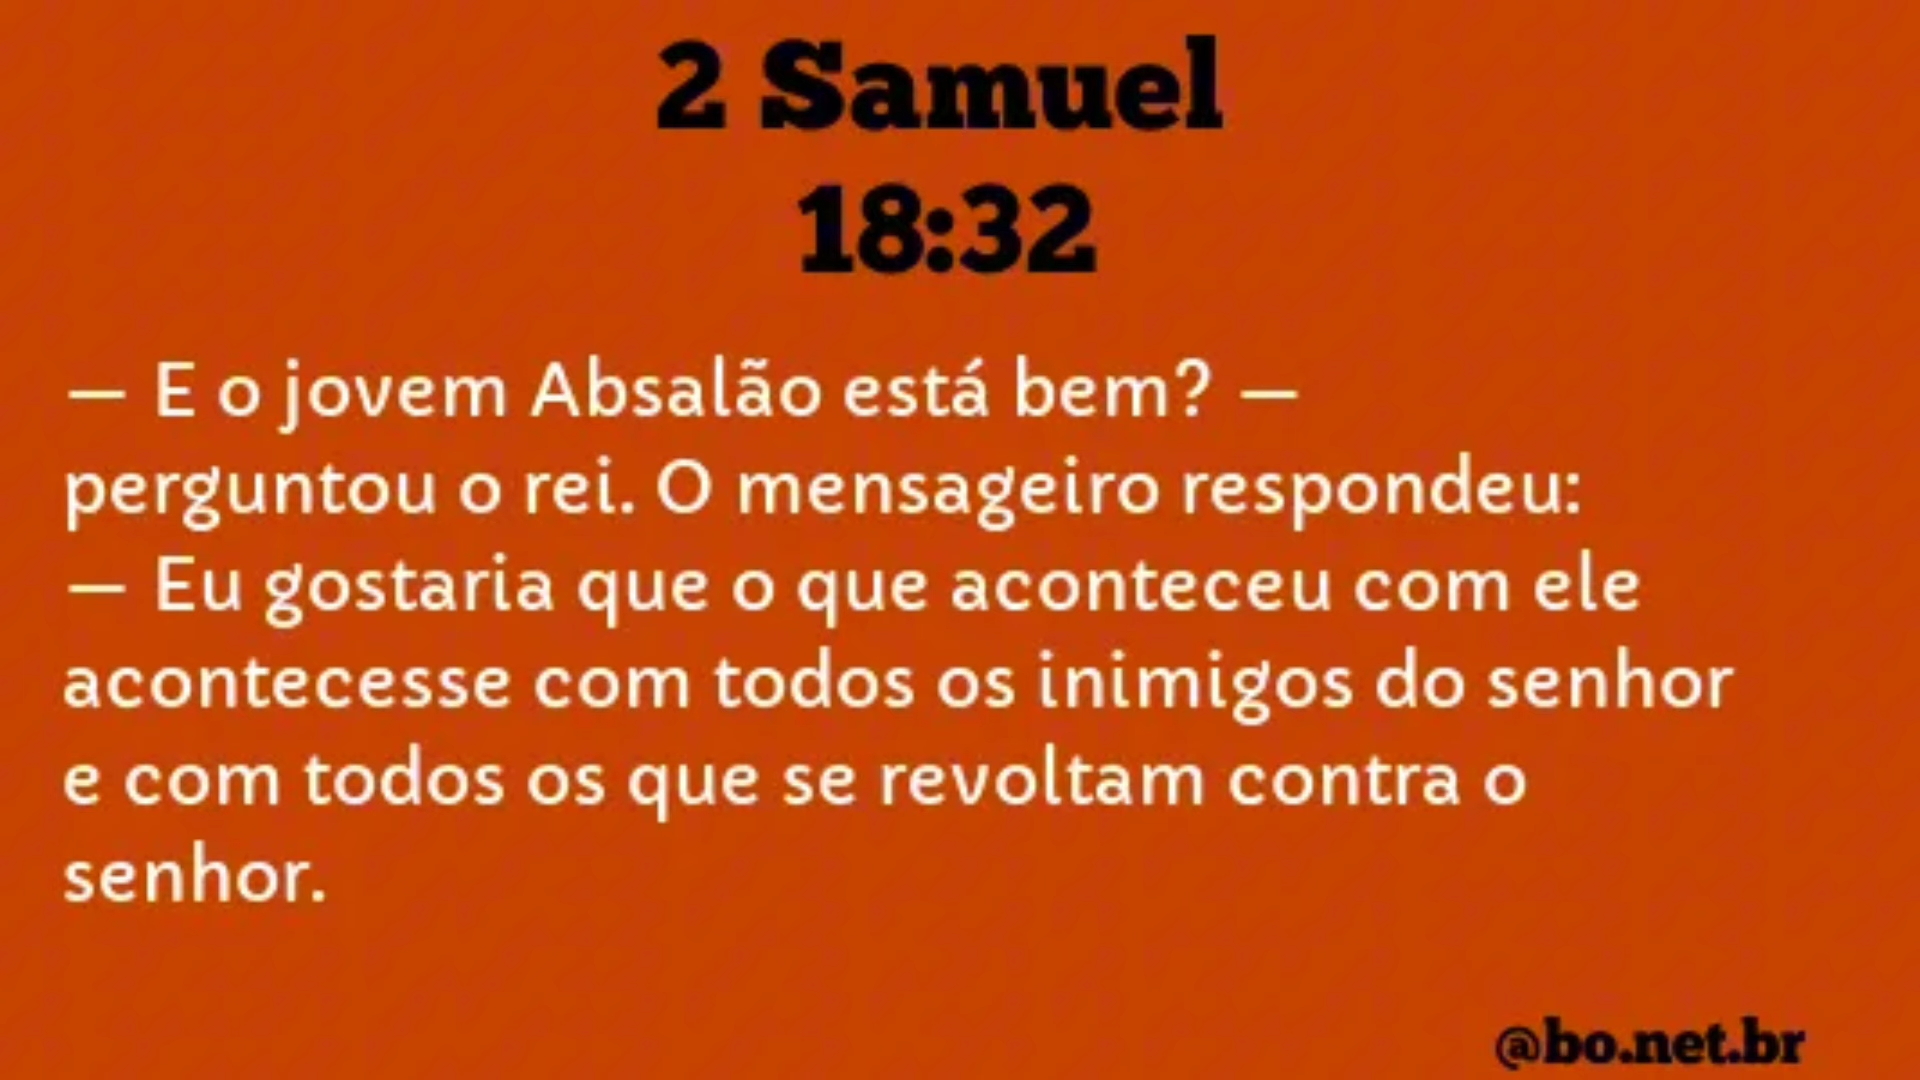 2 Samuel
18:32
— E o jovem Absalão está bem? —
perguntou o rei. O mensageiro respondeu:
— Eu gostaria que o que aconteceu com ele
acontecesse com todos os inimigos do senhor
e com todos os que se revoltam contra o
senhor.
@bo.net.br